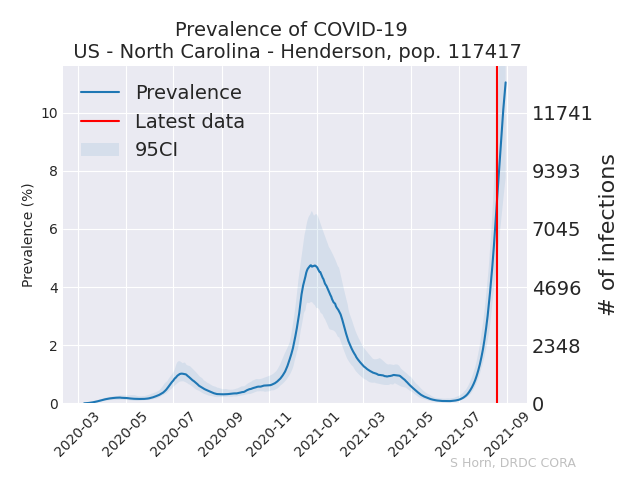 Prevalence of COVID-19
US - North Carolina - Henderson, pop. 117417
Prevalence
Latest data
95CI
Prevalence (%)
10
8
6
4
2
0
11741
9393
7045
4696
2348
0
# of infections
2020-03
2020-05
2020-07
2020-09
2020-11
2021-01
2021-03
2021-05
2021-07
2021-09
S Horn, DRDC CORA